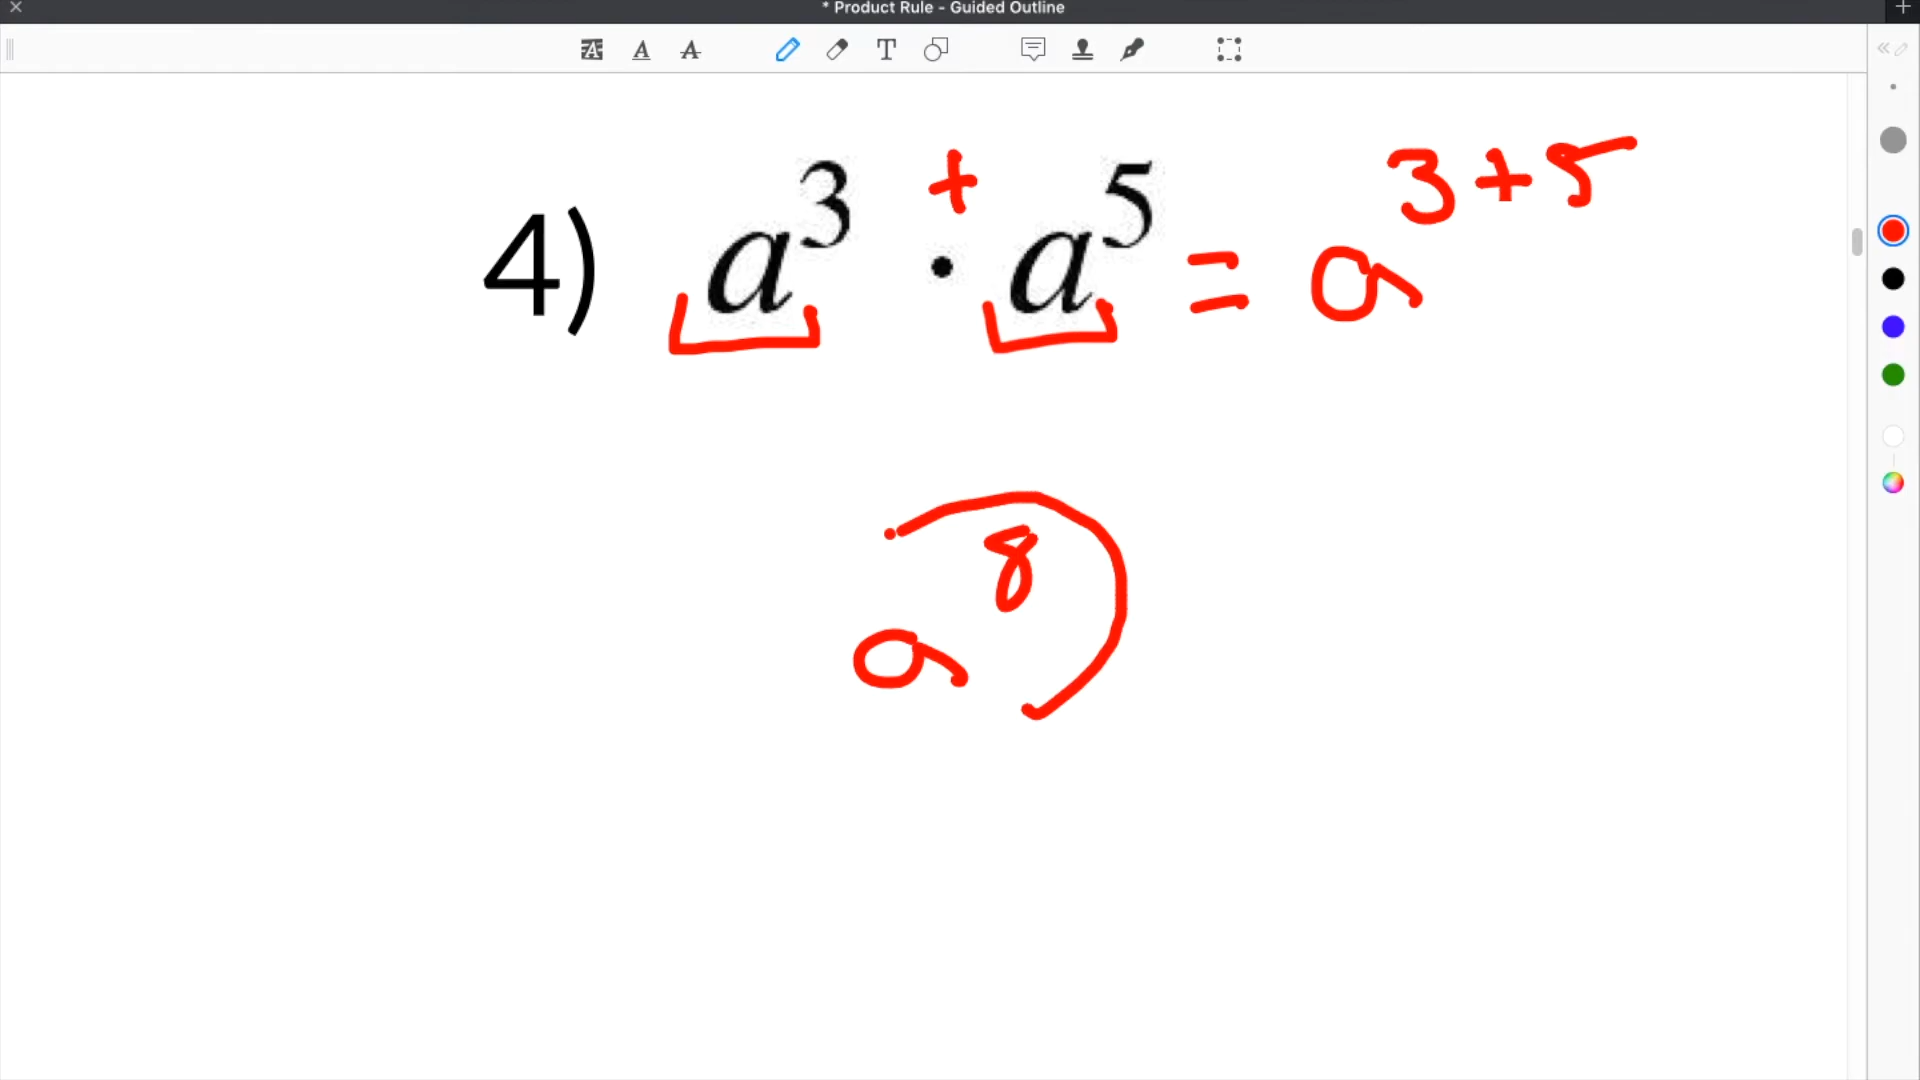 * Product Rule - Guided Outline
A A A T
4) a³ + · a⁵ = a³⁺⁵
a⁸